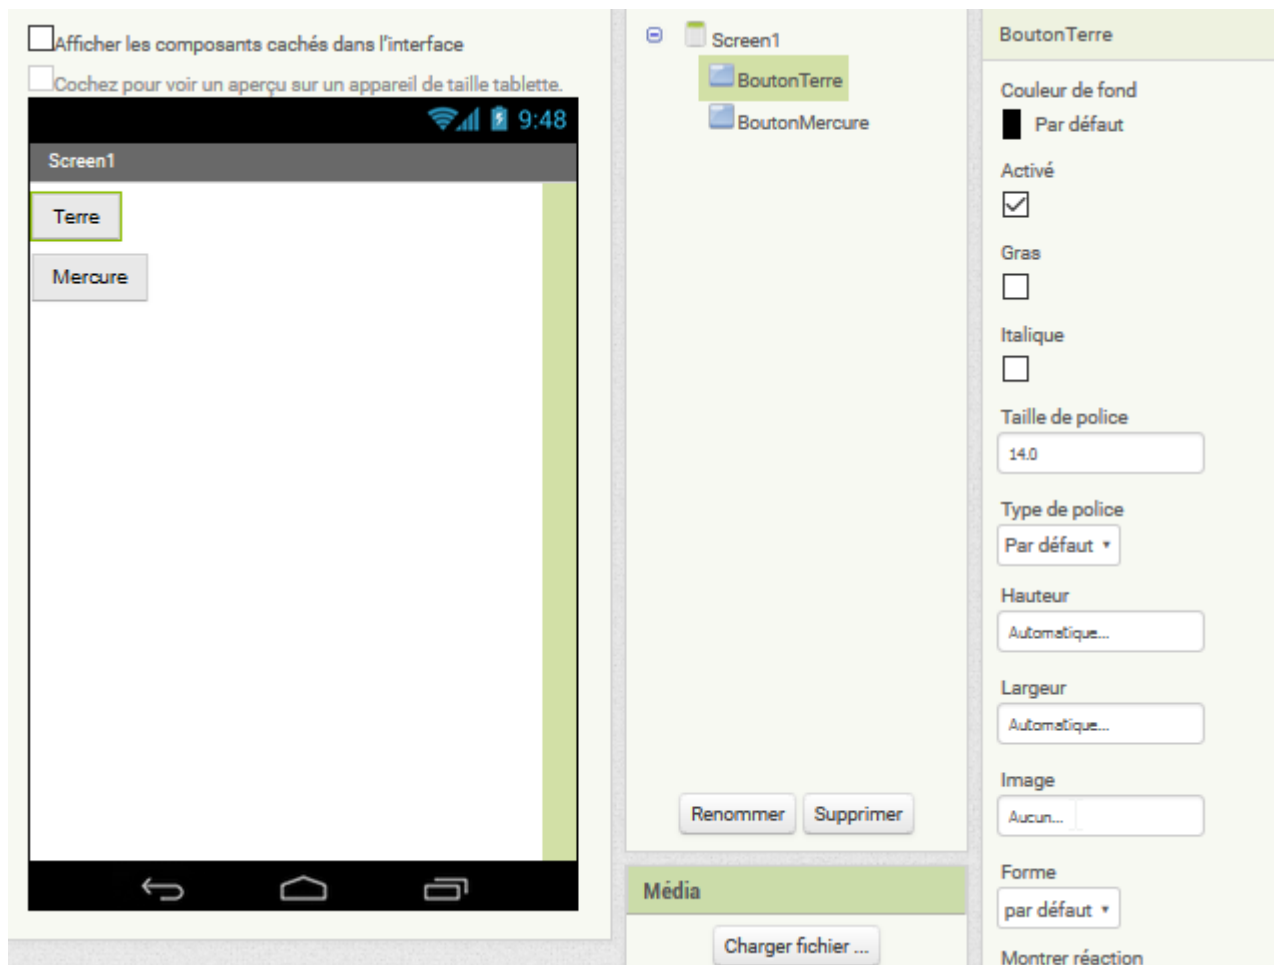 Afficher les composants cachés dans l'interface
Cochez pour voir un aperçu sur un appareil de taille tablette.
9:48
Screen1
Terre
Mercure
Screen1
BoutonTerre
BoutonMercure
Renommer
Supprimer
Média
Charger fichier ...
BoutonTerre
Couleur de fond
Par défaut
Activé
Gras
Italique
Taille de police
14.0
Type de police
Par défaut
Hauteur
Automatique...
Largeur
Automatique...
Image
Aucun...
Forme
par défaut
Montrer réaction